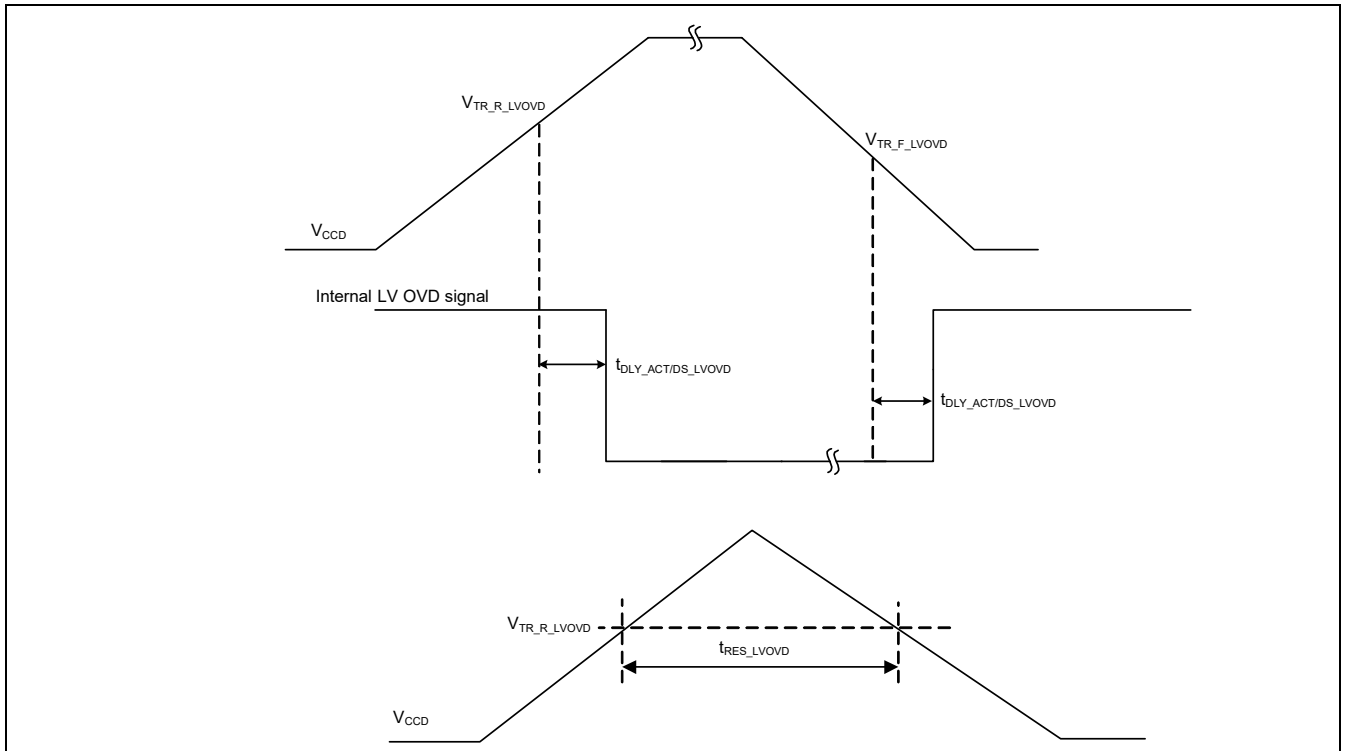 VTR_R_LVOVD
VTR_F_LVOVD
VCCD
Internal LV OVD signal
tDLY_ACT/DS_LVOVD
tDLY_ACT/DS_LVOVD
VTR_R_LVOVD
tRES_LVOVD
VCCD